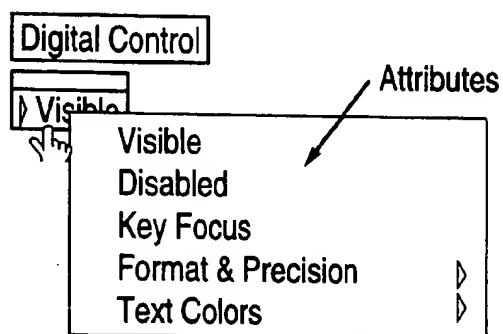 Digital Control
Attributes
Visible
Visible
Disabled
Key Focus
Format & Precision
Text Colors